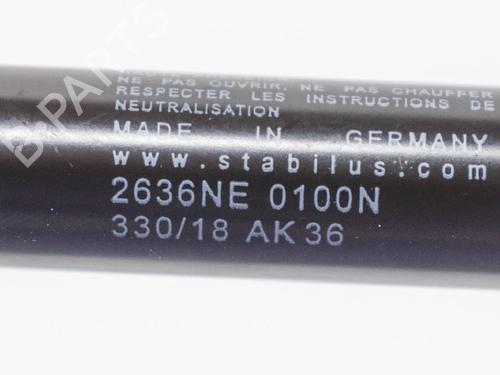 NE PAS OUVRIR, NE PAS CHAUFFER
RESPECTER LES INSTRUCTIONS DE
NEUTRALISATION
MADE IN GERMANY
www.stabilus.com
2636NE 0100N
330/18 AK36
B-PARTS